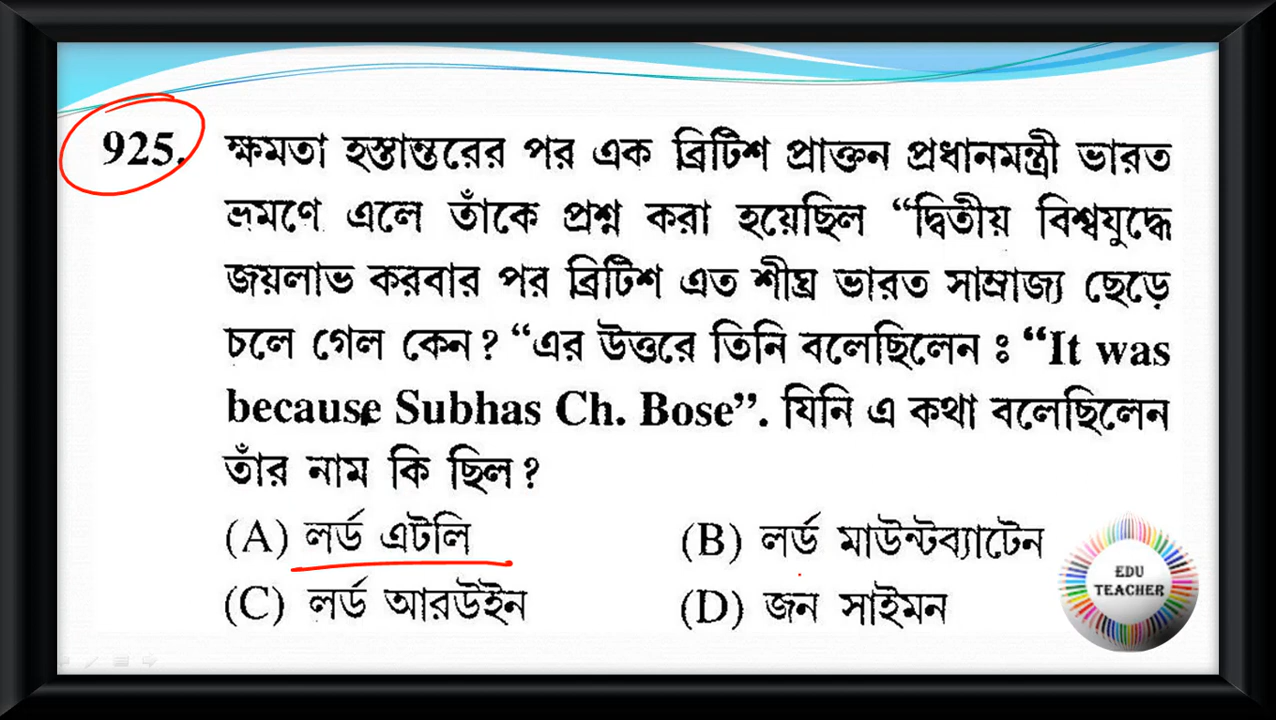 925. ক্ষমতা হস্তান্তরের পর এক ব্রিটিশ প্রাক্তন প্রধানমন্ত্রী ভারত
ভ্রমণে এলে তাঁকে প্রশ্ন করা হয়েছিল “দ্বিতীয় বিশ্বযুদ্ধে
জয়লাভ করবার পর ব্রিটিশ এত শীঘ্র ভারত সাম্রাজ্য ছেড়ে
চলে গেল কেন? “এর উত্তরে তিনি বলেছিলেন ঃ “It was
because Subhas Ch. Bose”. যিনি এ কথা বলেছিলেন
তাঁর নাম কি ছিল?
(A) লর্ড এটলি (B) লর্ড মাউন্টব্যাটেন
(C) লর্ড আরউইন (D) জন সাইমন
EDU
TEACHER